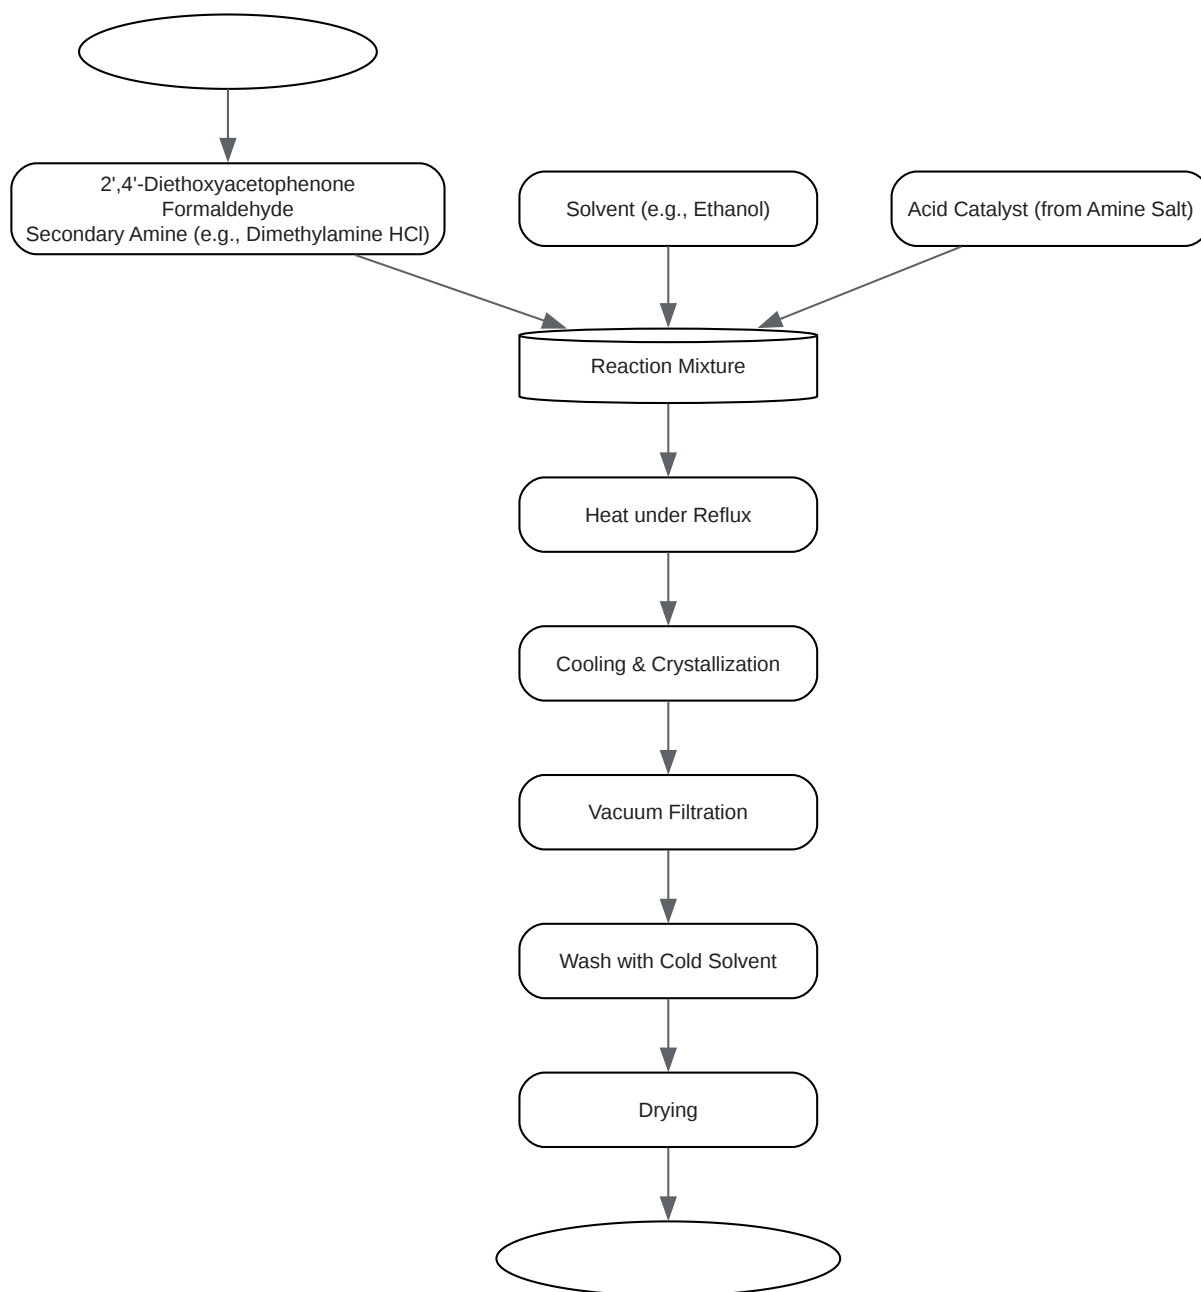 2',4'-Diethoxyacetophenone
Formaldehyde
Secondary Amine (e.g., Dimethylamine HCl)
Solvent (e.g., Ethanol)
Acid Catalyst (from Amine Salt)
Reaction Mixture
Heat under Reflux
Cooling & Crystallization
Vacuum Filtration
Wash with Cold Solvent
Drying